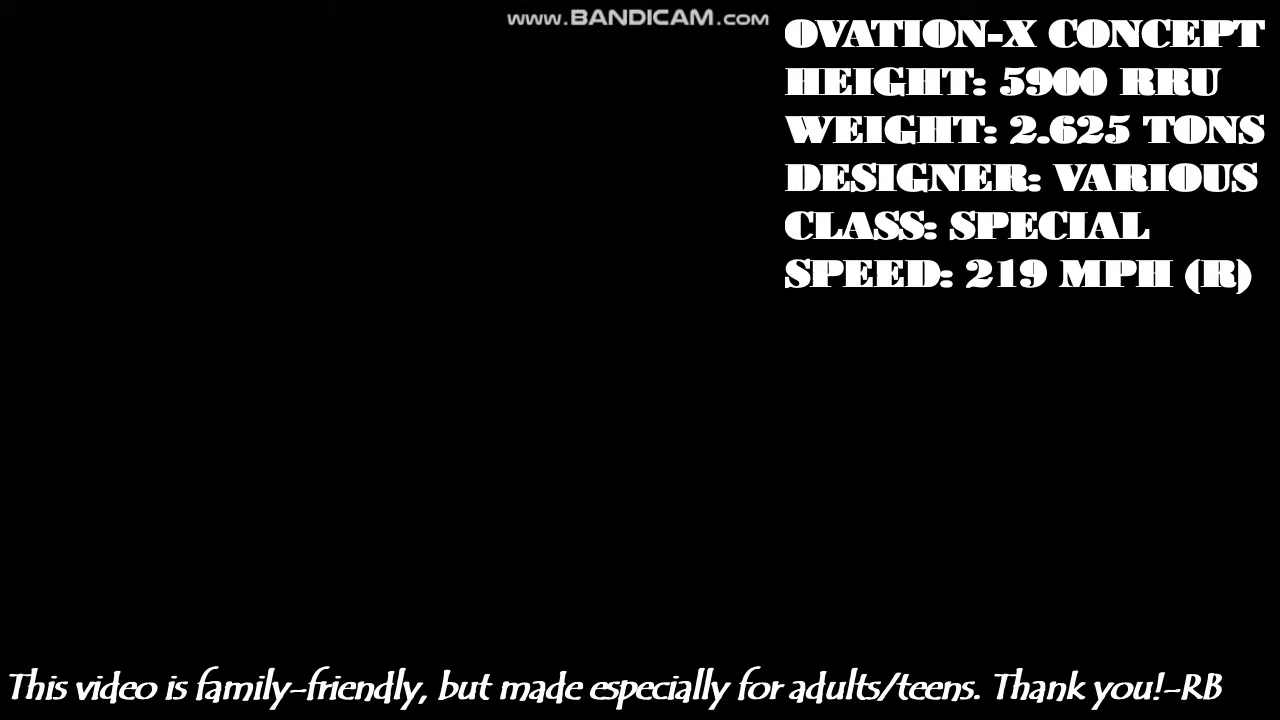 www.BANDICAM.com
OVATION-X CONCEPT
HEIGHT: 5900 RRU
WEIGHT: 2.625 TONS
DESIGNER: VARIOUS
CLASS: SPECIAL
SPEED: 219 MPH (R)
This video is family-friendly, but made especially for adults/teens. Thank you!-RB